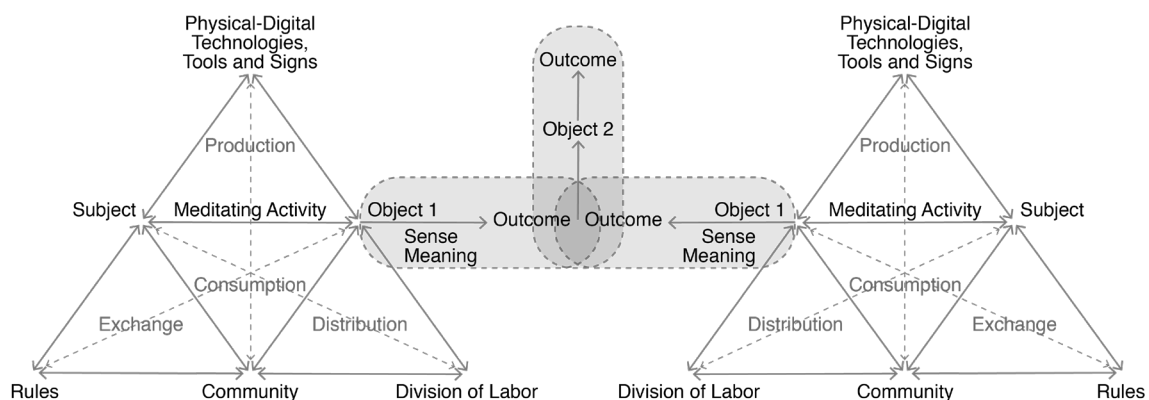 Physical-Digital
Technologies,
Tools and Signs
Physical-Digital
Technologies,
Tools and Signs
Outcome
Object 2
Production
Production
Subject
Meditating Activity
Object 1
Sense
Meaning
Outcome
Outcome
Object 1
Sense
Meaning
Meditating Activity
Subject
Consumption
Consumption
Exchange
Distribution
Distribution
Exchange
Rules
Community
Division of Labor
Division of Labor
Community
Rules